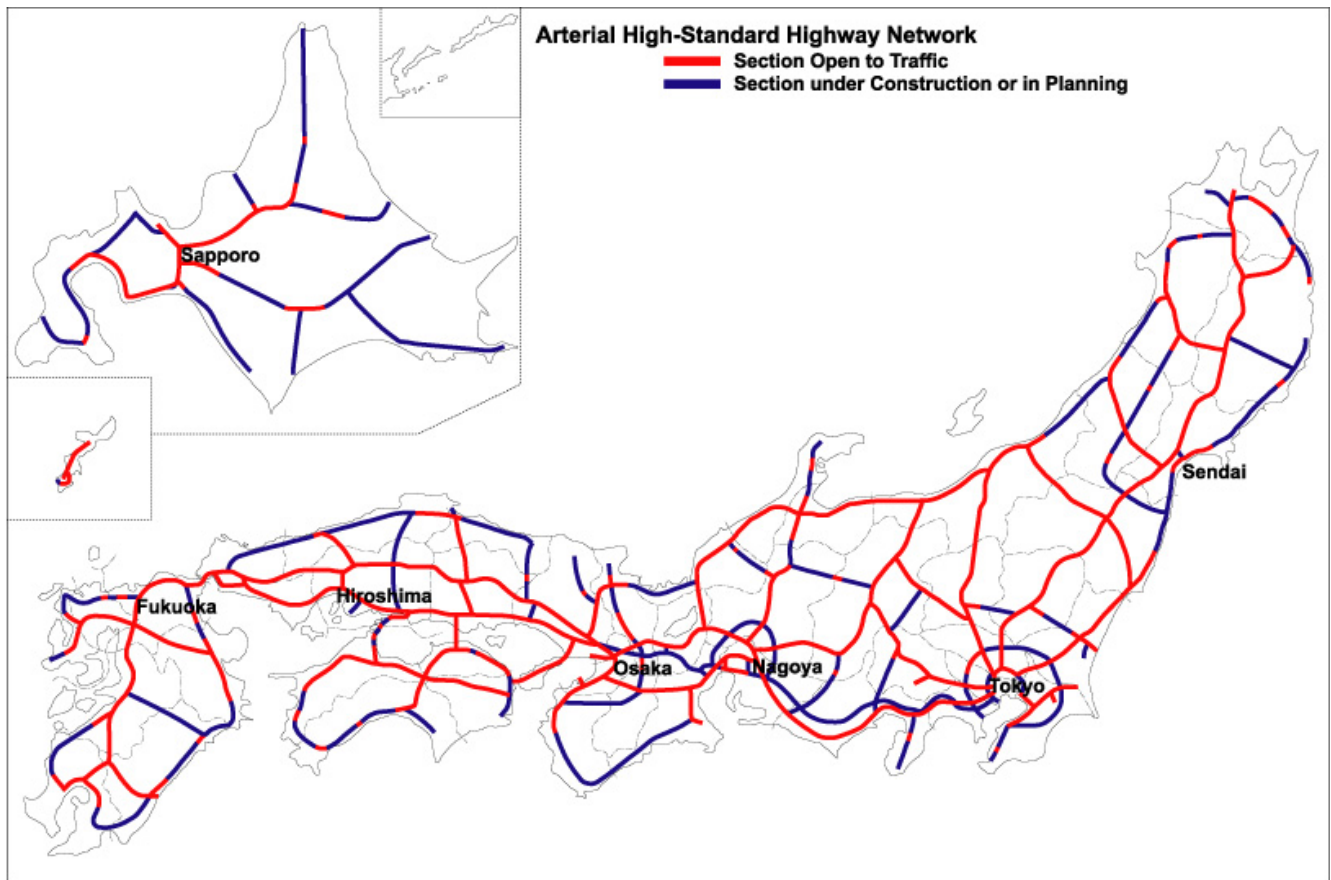 Arterial High-Standard Highway Network
Section Open to Traffic
Section under Construction or in Planning
Sapporo
Sendai
Fukuoka
Hiroshima
Osaka
Nagoya
Tokyo